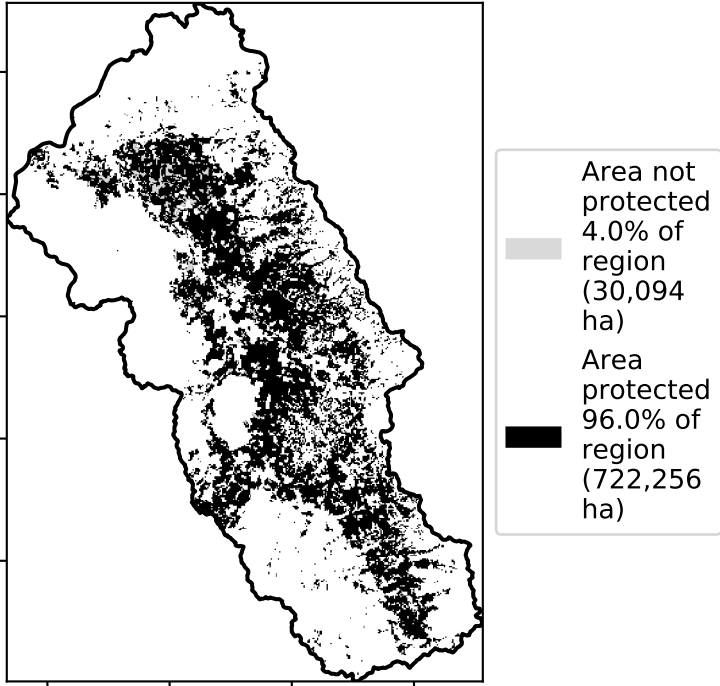 Area not
protected
4.0% of
region
(30,094
ha)
Area
protected
96.0% of
region
(722,256
ha)